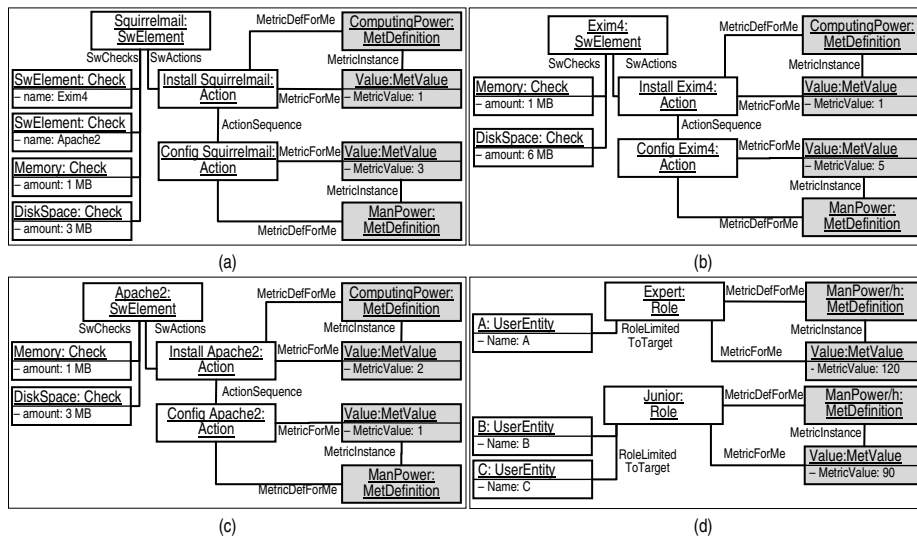 Squirrelmail:
SwElement
SwChecks
SwActions
MetricDefForMe
ComputingPower:
MetDefinition
MetricInstance
SwElement: Check
– name: Exim4
Install Squirrelmail:
Action
MetricForMe
Value:MetValue
– MetricValue: 1
SwElement: Check
– name: Apache2
ActionSequence
Memory: Check
– amount: 1 MB
Config Squirrelmail:
Action
MetricForMe
Value:MetValue
– MetricValue: 3
MetricInstance
DiskSpace: Check
– amount: 3 MB
MetricDefForMe
ManPower:
MetDefinition
(a)
Exim4:
SwElement
SwChecks
SwActions
MetricDefForMe
ComputingPower:
MetDefinition
MetricInstance
Memory: Check
– amount: 1 MB
Install Exim4:
Action
MetricForMe
Value:MetValue
– MetricValue: 1
ActionSequence
DiskSpace: Check
– amount: 6 MB
Config Exim4:
Action
MetricForMe
Value:MetValue
– MetricValue: 5
MetricInstance
MetricDefForMe
ManPower:
MetDefinition
(b)
Apache2:
SwElement
SwChecks
SwActions
MetricDefForMe
ComputingPower:
MetDefinition
MetricInstance
Memory: Check
– amount: 1 MB
Install Apache2:
Action
MetricForMe
Value:MetValue
– MetricValue: 2
DiskSpace: Check
– amount: 3 MB
ActionSequence
Config Apache2:
Action
MetricForMe
Value:MetValue
– MetricValue: 1
MetricInstance
MetricDefForMe
ManPower:
MetDefinition
(c)
Expert:
Role
MetricDefForMe
ManPower/h:
MetDefinition
A: UserEntity
– Name: A
RoleLimited
ToTarget
MetricInstance
MetricForMe
Value:MetValue
- MetricValue: 120
Junior:
Role
MetricDefForMe
ManPower/h:
MetDefinition
B: UserEntity
– Name: B
RoleLimited
ToTarget
MetricInstance
MetricForMe
Value:MetValue
– MetricValue: 90
C: UserEntity
– Name: C
(d)